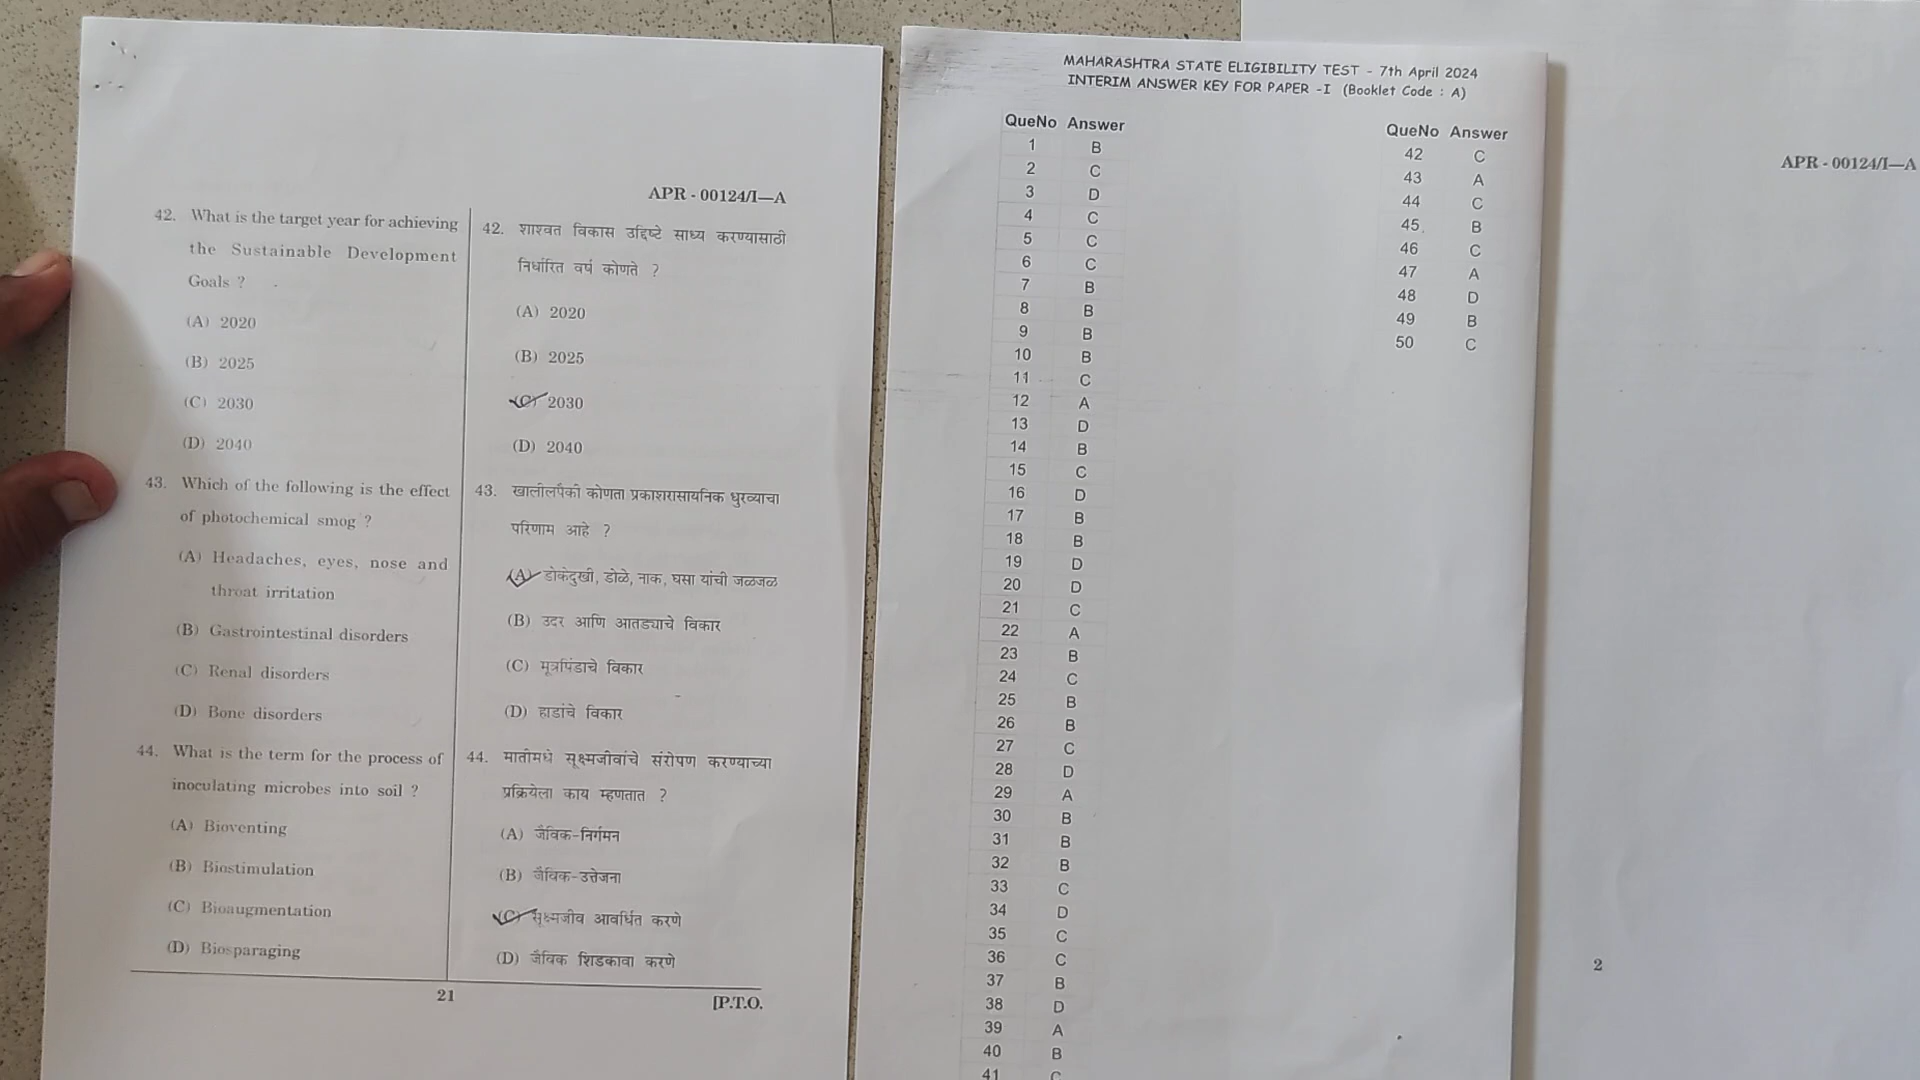 APR - 00124/I—A
42. What is the target year for achieving
the Sustainable Development
Goals ?
(A) 2020
(B) 2025
(C) 2030
(D) 2040
43. Which of the following is the effect
of photochemical smog ?
(A) Headaches, eyes, nose and
throat irritation
(B) Gastrointestinal disorders
(C) Renal disorders
(D) Bone disorders
44. What is the term for the process of
inoculating microbes into soil ?
(A) Bioventing
(B) Biostimulation
(C) Bioaugmentation
(D) Biosparaging
42. शाश्वत विकास उद्दिष्टे साध्य करण्यासाठी
निर्धारित वर्ष कोणते ?
(A) 2020
(B) 2025
(C) 2030
(D) 2040
43. खालीलपैकी कोणता प्रकाशरासायनिक धुरव्याचा
परिणाम आहे ?
(A) डोकेदुखी, डोळे, नाक, घसा यांची जळजळ
(B) उदर आणि आतड्याचे विकार
(C) मूत्रपिंडाचे विकार
(D) हाडांचे विकार
44. मातीमधे सूक्ष्मजीवांचे संरोपण करण्याच्या
प्रक्रियेला काय म्हणतात ?
(A) जैविक-निर्गमन
(B) जैविक-उत्तेजना
(C) सूक्ष्मजीव आवर्धित करणे
(D) जैविक शिडकावा करणे
21
[P.T.O.
MAHARASHTRA STATE ELIGIBILITY TEST - 7th April 2024
INTERIM ANSWER KEY FOR PAPER -I (Booklet Code : A)
QueNo Answer
1 B
2 C
3 D
4 C
5 C
6 C
7 B
8 B
9 B
10 B
11 C
12 A
13 D
14 B
15 C
16 D
17 B
18 B
19 D
20 D
21 C
22 A
23 B
24 C
25 B
26 B
27 C
28 D
29 A
30 B
31 B
32 B
33 C
34 D
35 C
36 C
37 B
38 D
39 A
40 B
41 C
QueNo Answer
42 C
43 A
44 C
45 B
46 C
47 A
48 D
49 B
50 C
APR - 00124/I—A
2